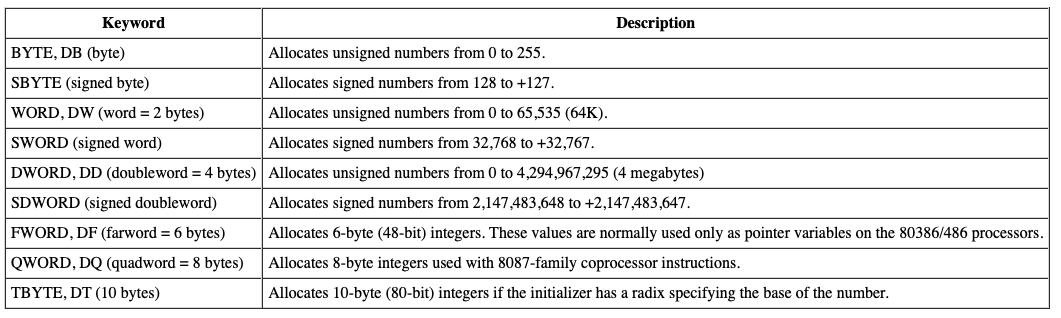 Keyword Description
BYTE, DB (byte) Allocates unsigned numbers from 0 to 255.
SBYTE (signed byte) Allocates signed numbers from 128 to +127.
WORD, DW (word = 2 bytes) Allocates unsigned numbers from 0 to 65,535 (64K).
SWORD (signed word) Allocates signed numbers from 32,768 to +32,767.
DWORD, DD (doubleword = 4 bytes) Allocates unsigned numbers from 0 to 4,294,967,295 (4 megabytes)
SDWORD (signed doubleword) Allocates signed numbers from 2,147,483,648 to +2,147,483,647.
FWORD, DF (farword = 6 bytes) Allocates 6-byte (48-bit) integers. These values are normally used only as pointer variables on the 80386/486 processors.
QWORD, DQ (quadword = 8 bytes) Allocates 8-byte integers used with 8087-family coprocessor instructions.
TBYTE, DT (10 bytes) Allocates 10-byte (80-bit) integers if the initializer has a radix specifying the base of the number.